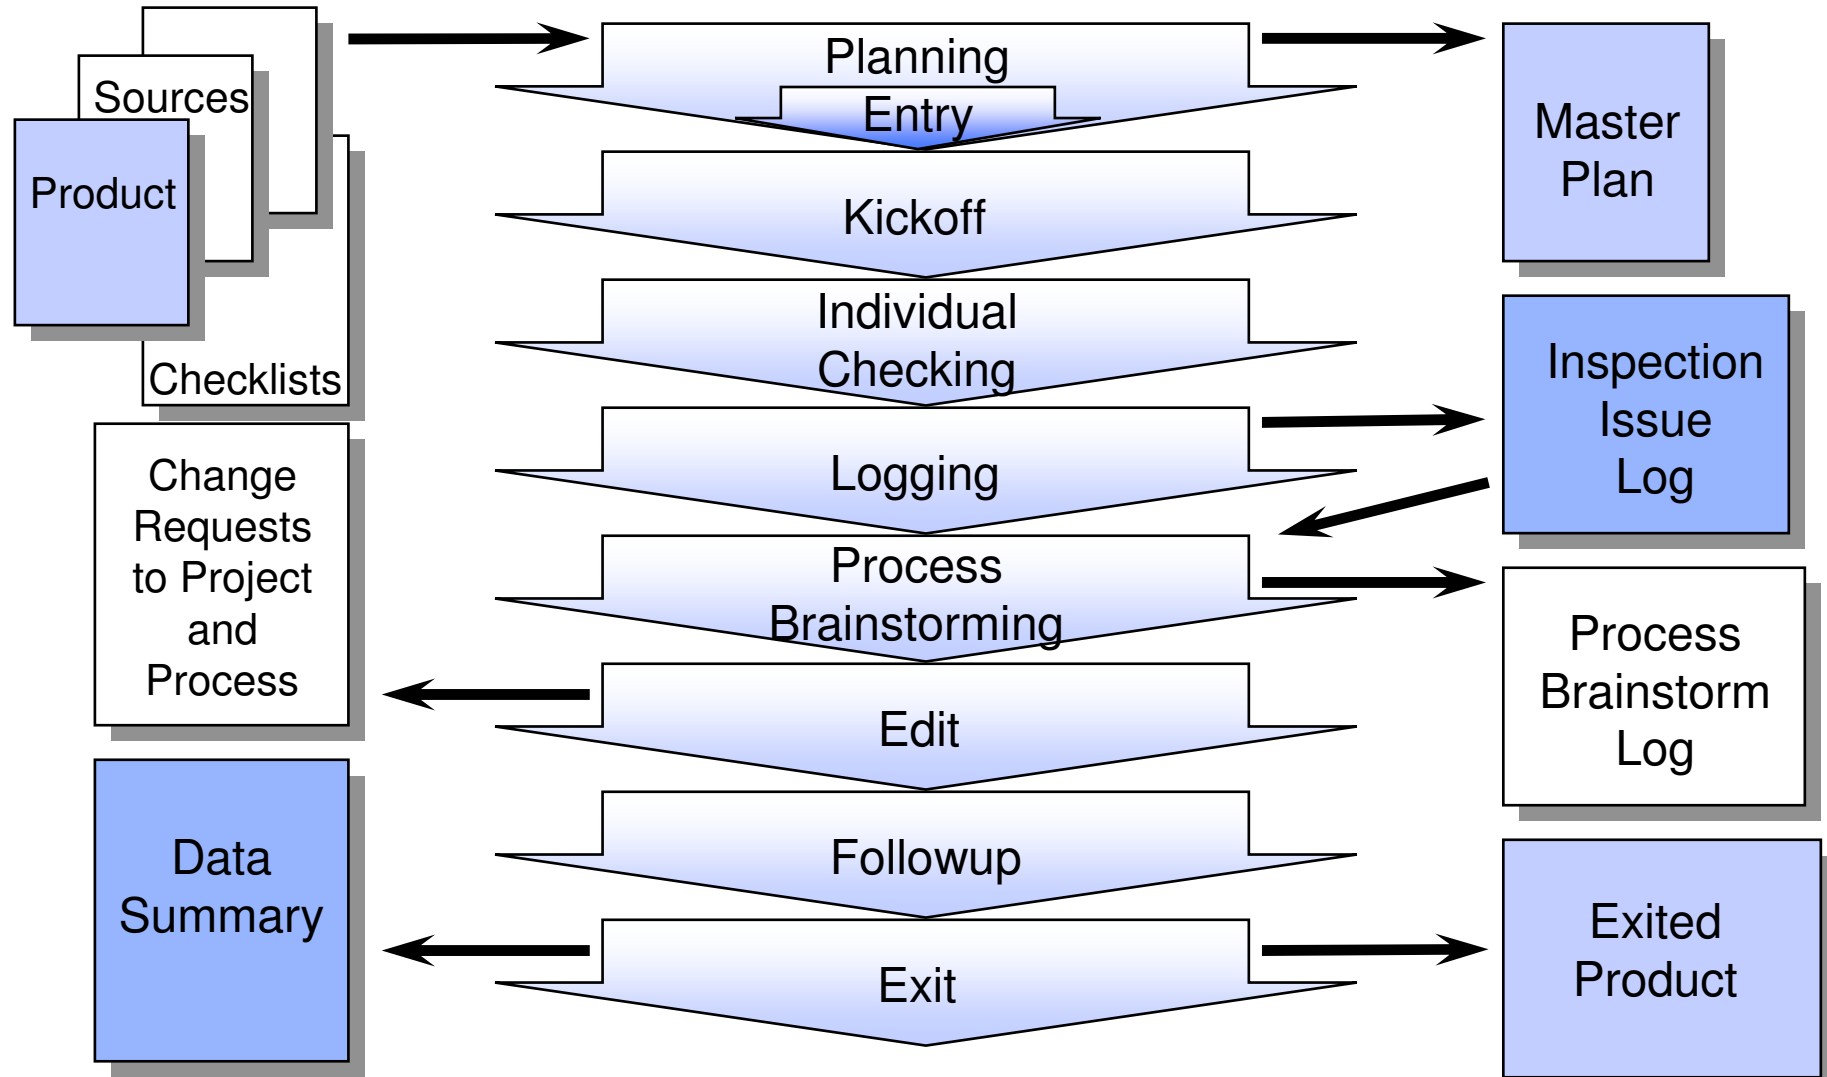 Sources
Product
Checklists
Change
Requests
to Project
and
Process
Data
Summary
Planning
Entry
Kickoff
Individual
Checking
Logging
Process
Brainstorming
Edit
Followup
Exit
Master
Plan
Inspection
Issue
Log
Process
Brainstorm
Log
Exited
Product